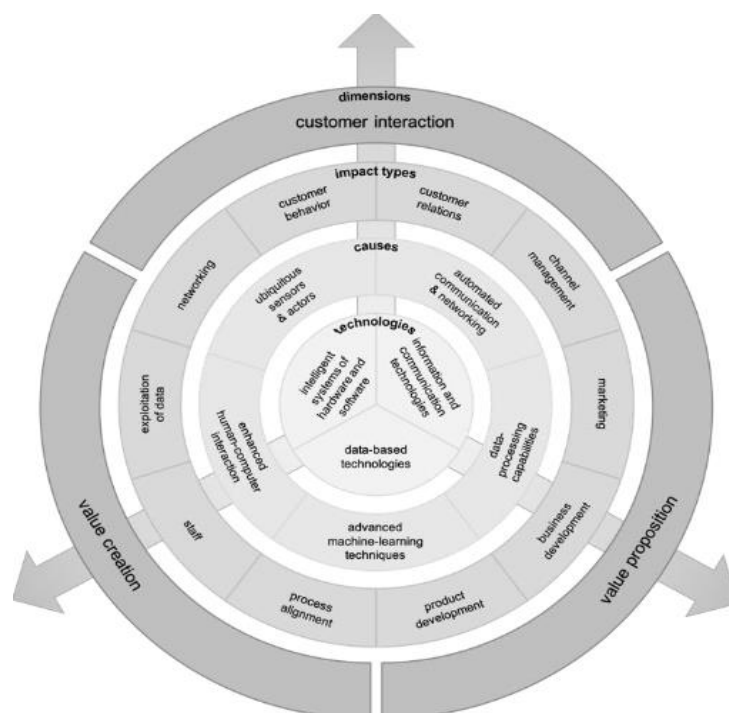 dimensions
customer interaction
impact types
customer
behavior
customer
relations
networking
channel
management
causes
ubiquitous
sensors
& actors
automated
communication
& networking
technologies
intelligent
systems of
hardware and
software
information and
communication
technologies
exploitation
of data
marketing
enhanced
human-computer
interaction
data-based
technologies
data-
processing
capabilities
value creation
staff
advanced
machine-learning
techniques
business
development
value proposition
process
alignment
product
development